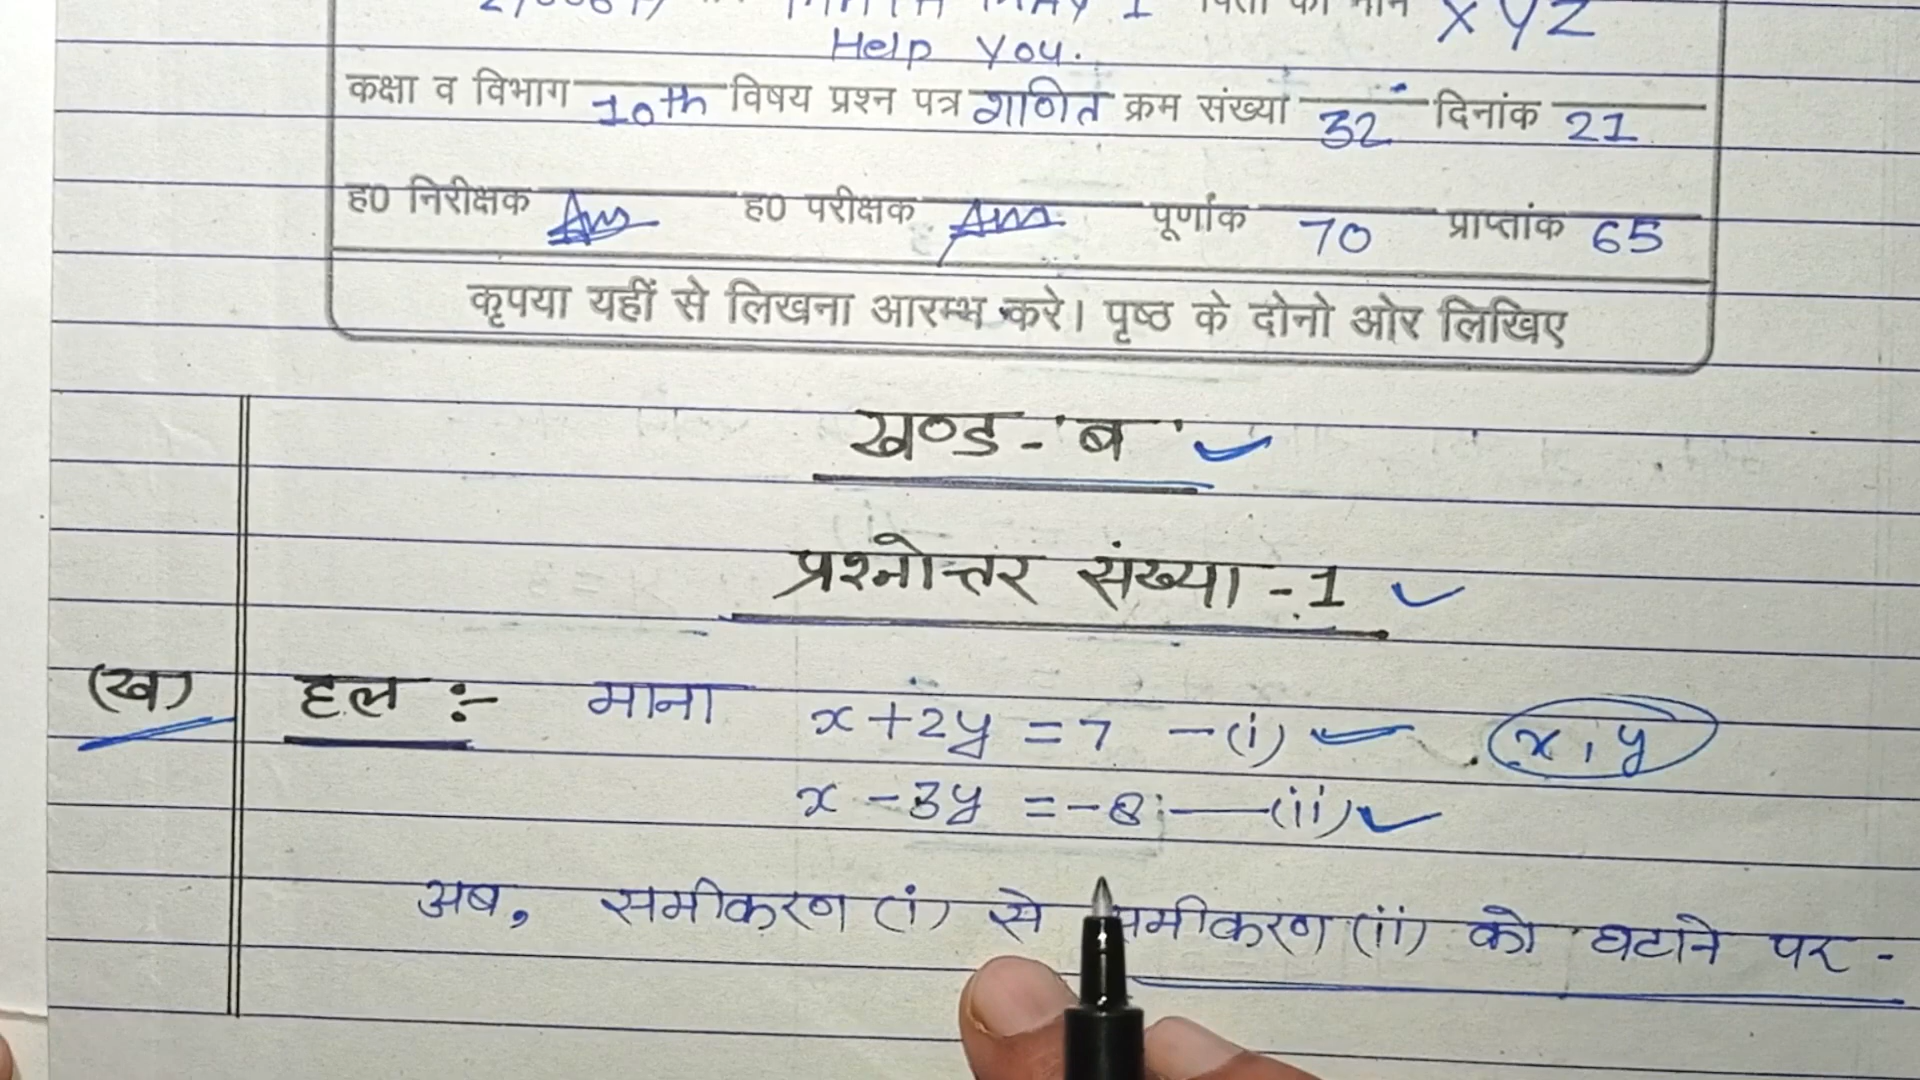 XYZ
Help You.
कक्षा व विभाग 10th विषय प्रश्न पत्र गणित क्रम संख्या 32 दिनांक 21
ह0 निरीक्षक ह0 परीक्षक पूर्णांक 70 प्राप्तांक 65
कृपया यहीं से लिखना आरम्भ करे। पृष्ठ के दोनो ओर लिखिए
खण्ड-'ब'
प्रश्नोत्तर संख्या -1
(ख) हल :- माना x+2y = 7 -(i) x, y
x - 3y = -8 —(ii)
अब, समीकरण (i) से समीकरण (ii) को घटाने पर -